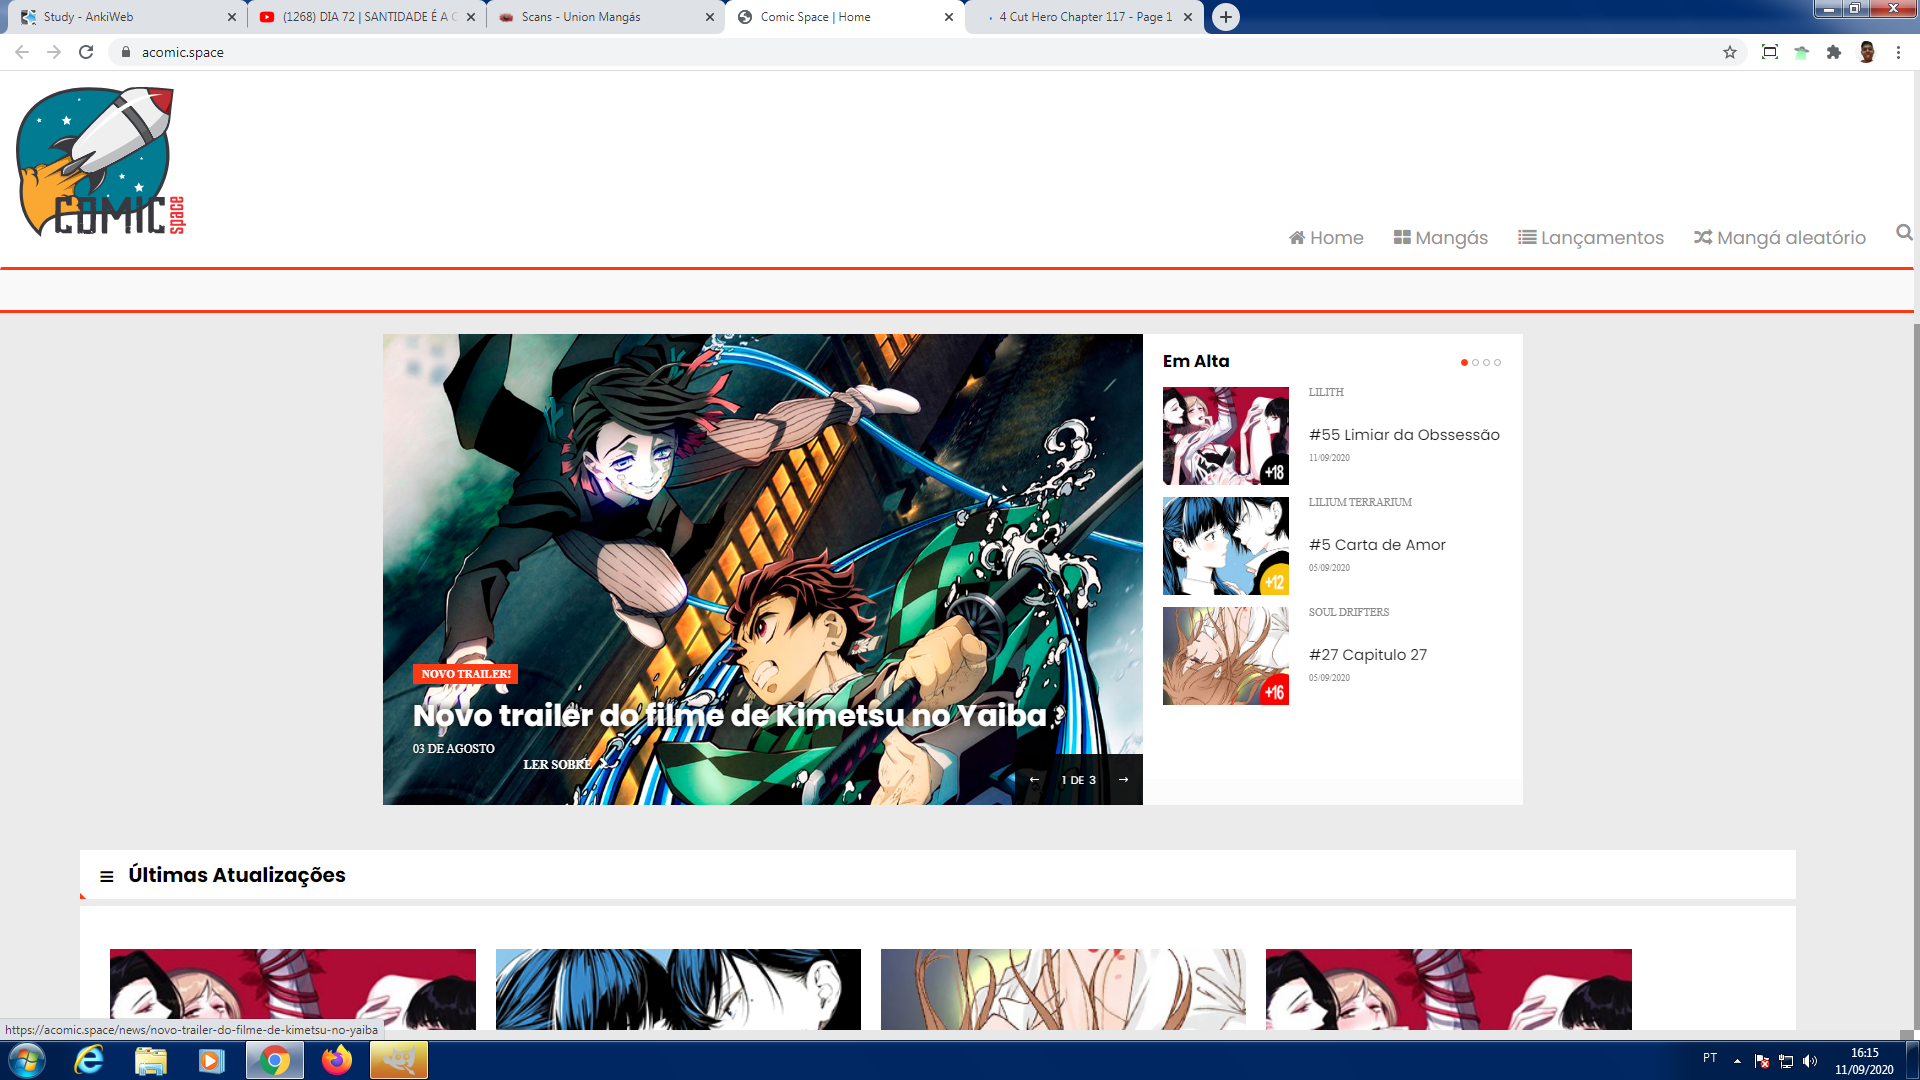 Study - AnkiWeb
(1268) DIA 72 | SANTIDADE É A C
Scans - Union Mangás
Comic Space | Home
4 Cut Hero Chapter 117 - Page 1
acomic.space
COMIC space
Home
Mangás
Lançamentos
Mangá aleatório
NOVO TRAILER!
Novo trailer do filme de Kimetsu no Yaiba
03 DE AGOSTO
LER SOBRE
1 DE 3
Em Alta
LILITH
#55 Limiar da Obssessão
11/09/2020
+18
LILIUM TERRARIUM
#5 Carta de Amor
05/09/2020
+12
SOUL DRIFTERS
#27 Capitulo 27
05/09/2020
+16
Últimas Atualizações
https://acomic.space/news/novo-trailer-do-filme-de-kimetsu-no-yaiba
PT
16:15
11/09/2020